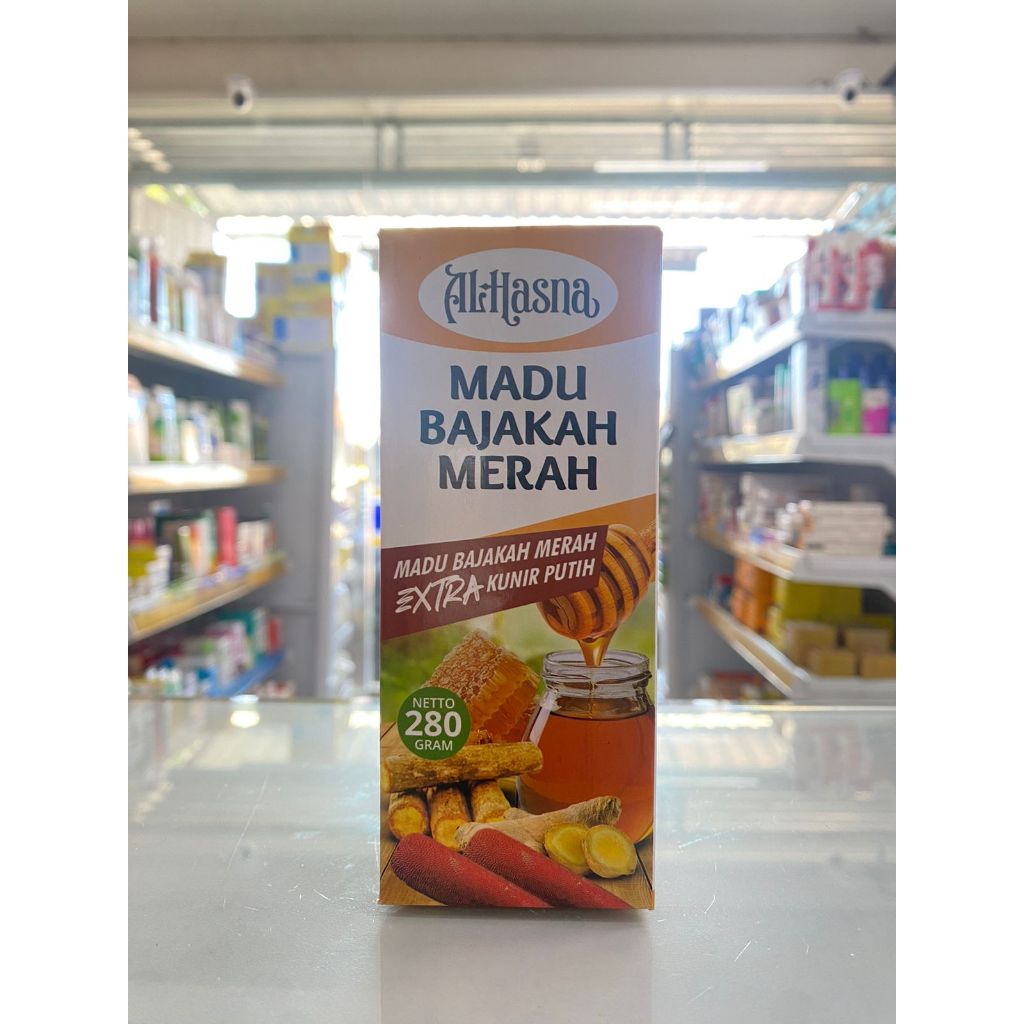 AL-Hasna
MADU
BAJAKAH
MERAH
MADU BAJAKAH MERAH
EXTRA KUNIR PUTIH
NETTO
280
GRAM